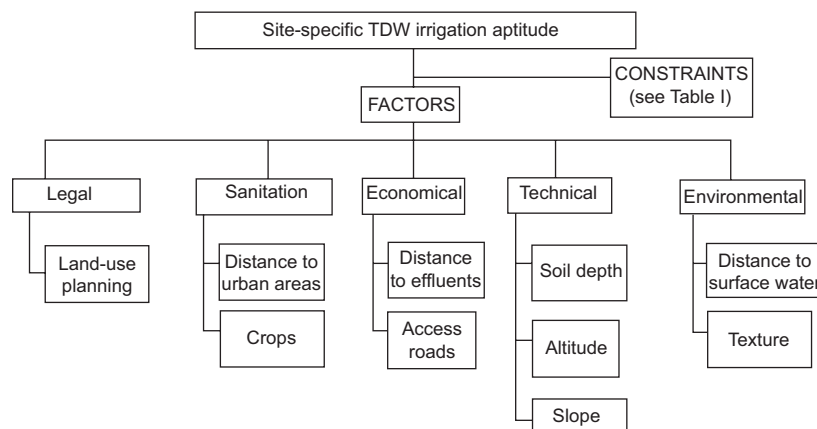 Site-specific TDW irrigation aptitude
CONSTRAINTS
(see Table I)
FACTORS
Legal
Sanitation
Economical
Technical
Environmental
Land-use
planning
Distance to
urban areas
Crops
Distance
to effluents
Access
roads
Soil depth
Altitude
Slope
Distance to
surface water
Texture